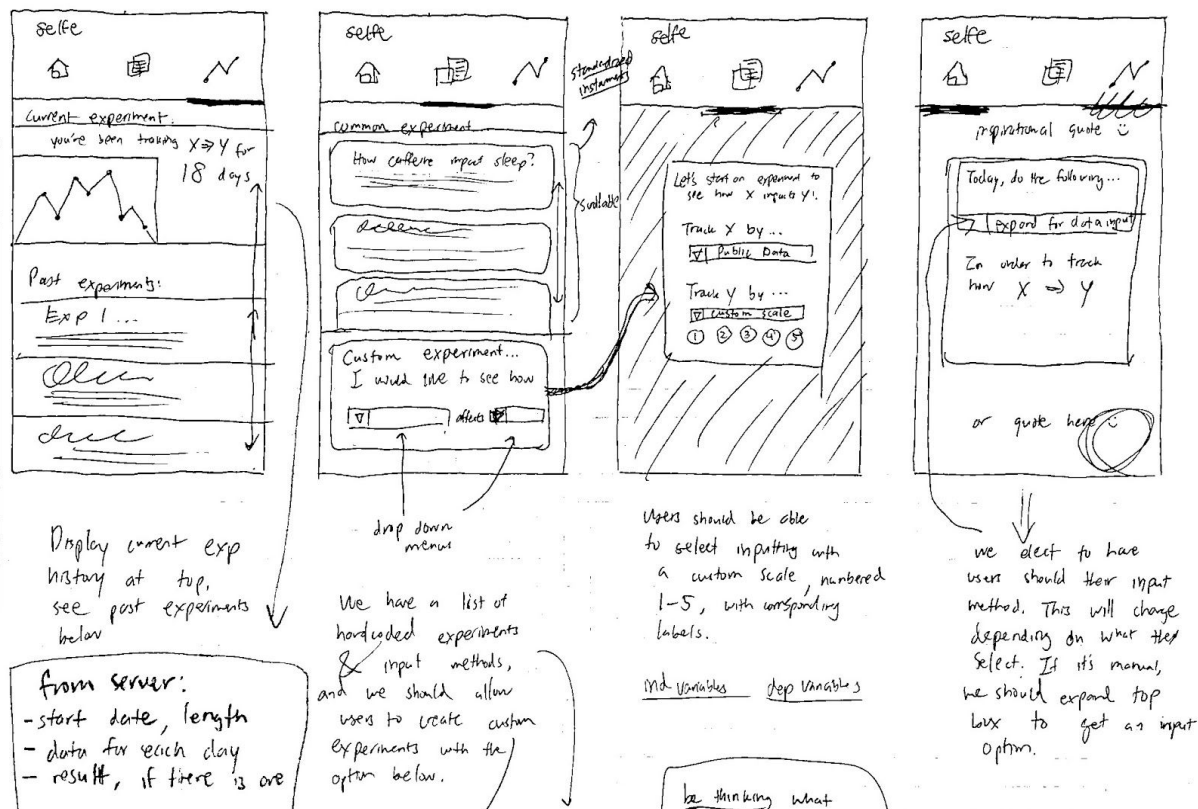 selfe
Current experiment:
you've been tracking X ⇒ Y for
18 days
Past experiments:
Exp 1 ...
Display current exp
history at top,
see past experiments
below
from server:
- start date, length
- data for each day
- result, if there is one
selfe
common experiment
How caffeine impact sleep?
scrollable
standardized
instruments
Custom experiment...
I would like to see how
affects
drop down
menus
We have a list of
hardcoded experiments
& input methods,
and we should allow
users to create custom
experiments with the
option below.
selfe
Let's start an experiment to
see how X impacts Y!
Track X by ...
Public Data
Track Y by ...
custom scale
1 2 3 4 5
Users should be able
to select inputting with
a custom scale, numbered
1-5, with corresponding
labels.
ind variables dep variables
be thinking what
selfe
inspirational quote
Today, do the following...
expand for data input
In order to track
how X ⇒ Y
or quote here
we elect to have
users should their input
method. This will change
depending on what they
select. If it's manual,
we should expand top
box to get an input
option.